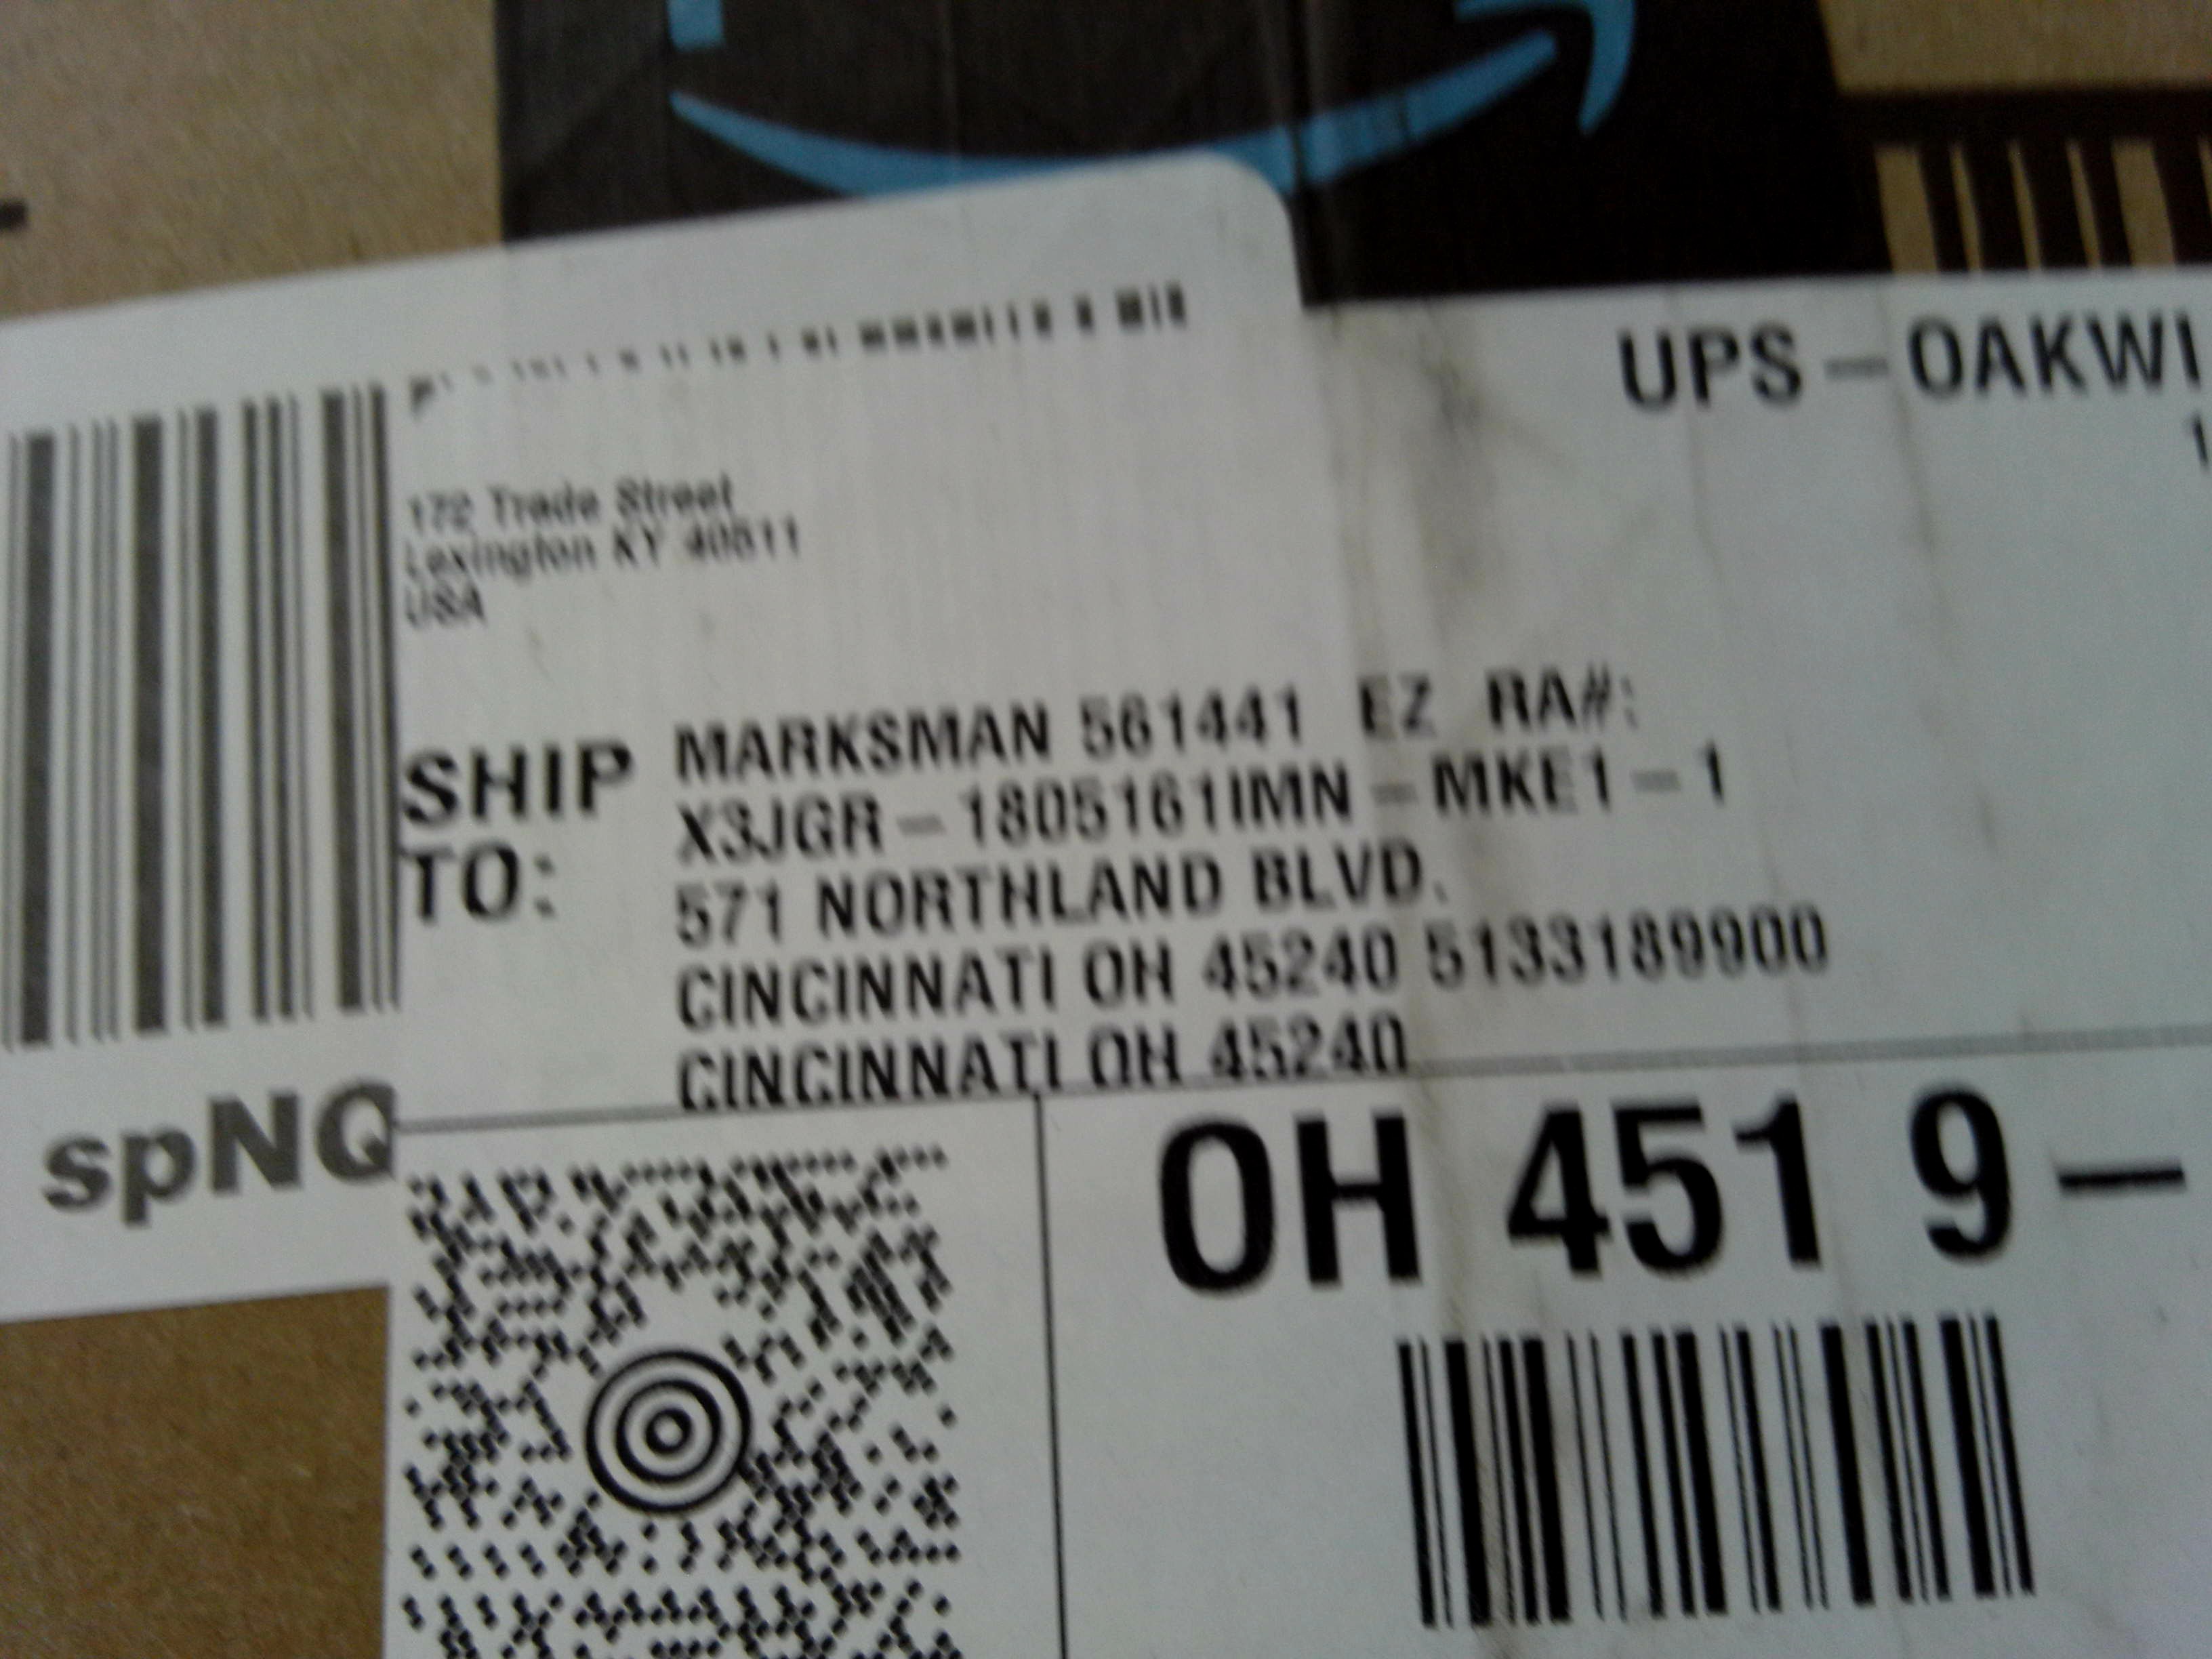 UPS - OAKWI
1
172 Trade Street
Lexington KY 40511
USA
SHIP TO:
MARKSMAN 561441 EZ RA#:
X3JGR - 1805161IMN - MKE1 - 1
571 NORTHLAND BLVD.
CINCINNATI OH 45240 5133189900
CINCINNATI OH 45240
spNQ
OH 451 9 -